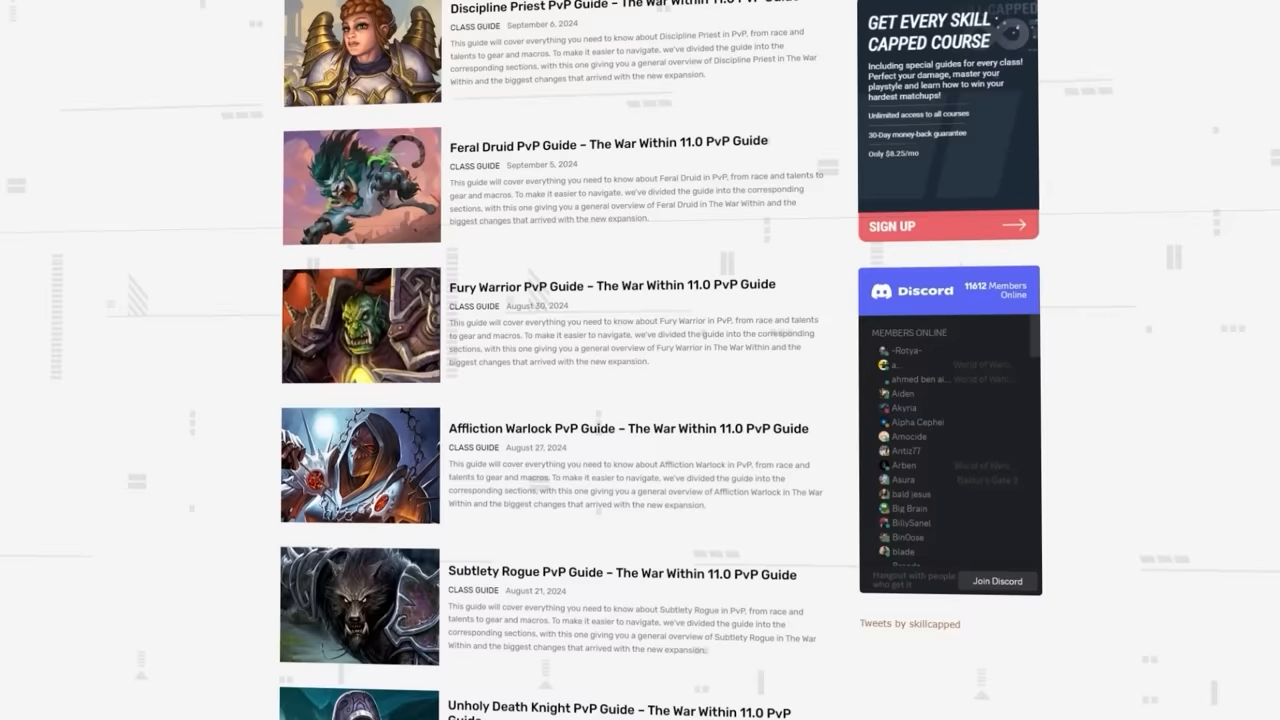 Discipline Priest PvP Guide – The War Within 11.0 PvP Guide
CLASS GUIDE September 6, 2024
This guide will cover everything you need to know about Discipline Priest in PvP, from race and
talents to gear and macros. To make it easier to navigate, we've divided the guide into the
corresponding sections, with this one giving you a general overview of Discipline Priest in The War
Within and the biggest changes that arrived with the new expansion.
Feral Druid PvP Guide – The War Within 11.0 PvP Guide
CLASS GUIDE September 5, 2024
This guide will cover everything you need to know about Feral Druid in PvP, from race and talents to
gear and macros. To make it easier to navigate, we've divided the guide into the corresponding
sections, with this one giving you a general overview of Feral Druid in The War Within and the
biggest changes that arrived with the new expansion.
Fury Warrior PvP Guide – The War Within 11.0 PvP Guide
CLASS GUIDE August 30, 2024
This guide will cover everything you need to know about Fury Warrior in PvP, from race and talents
to gear and macros. To make it easier to navigate, we've divided the guide into the corresponding
sections, with this one giving you a general overview of Fury Warrior in The War Within and the
biggest changes that arrived with the new expansion.
Affliction Warlock PvP Guide – The War Within 11.0 PvP Guide
CLASS GUIDE August 27, 2024
This guide will cover everything you need to know about Affliction Warlock in PvP, from race and
talents to gear and macros. To make it easier to navigate, we've divided the guide into the
corresponding sections, with this one giving you a general overview of Affliction Warlock in The War
Within and the biggest changes that arrived with the new expansion.
Subtlety Rogue PvP Guide – The War Within 11.0 PvP Guide
CLASS GUIDE August 21, 2024
This guide will cover everything you need to know about Subtlety Rogue in PvP, from race and
talents to gear and macros. To make it easier to navigate, we've divided the guide into the
corresponding sections, with this one giving you a general overview of Subtlety Rogue in The War
Within and the biggest changes that arrived with the new expansion.
Unholy Death Knight PvP Guide – The War Within 11.0 PvP
GET EVERY SKILL
CAPPED COURSE
Including special guides for every class!
Perfect your damage, master your
playstyle and learn how to win your
hardest matchups!
Unlimited access to all courses
30-Day money-back guarantee
Only $8.25/mo
SIGN UP
Discord
11612 Members
Online
MEMBERS ONLINE
-Rotya-
a... World of Warc...
ahmed ben ai... World of Warc...
Aiden
Akyria
Alpha Cephei
Amocide
Antiz77
Arben World of Warc...
Asura Baldur's Gate 3
bald jesus
Big Brain
BillySanel
Bin0ose
blade
Hangout with people
who get it
Join Discord
Tweets by skillcapped